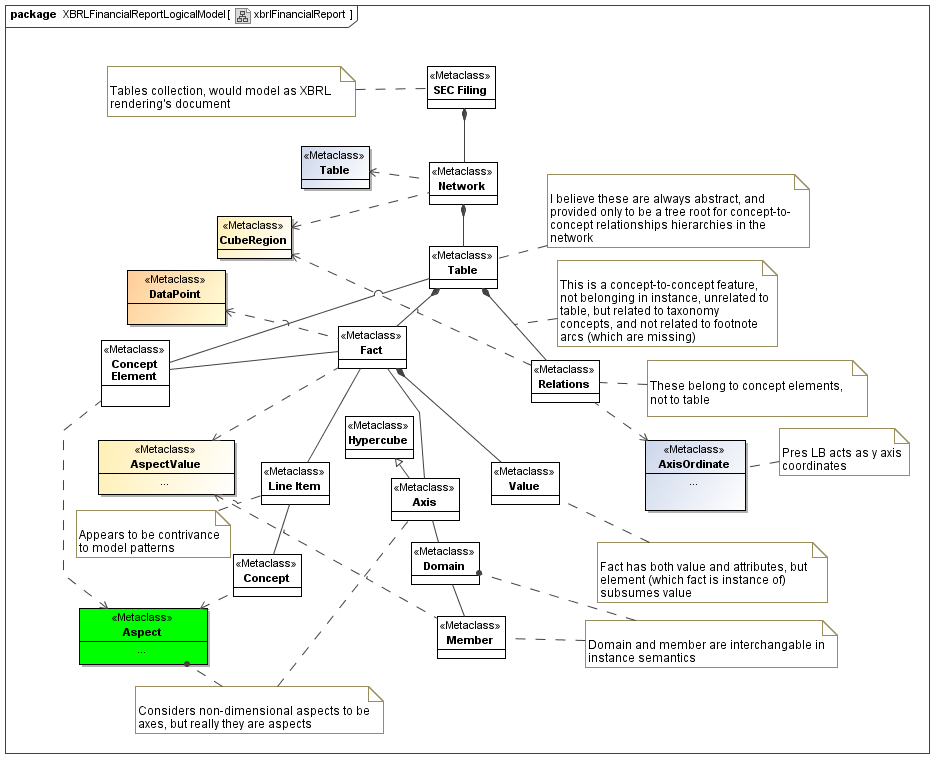 package XBRLFinancialReportLogicalModel[ xbrlFinancialReport ]
«Metaclass»
SEC Filing
Tables collection, would model as XBRL
rendering's document
«Metaclass»
Table
«Metaclass»
Network
I believe these are always abstract, and
provided only to be a tree root for concept-to-
concept relationships hierarchies in the
network
«Metaclass»
CubeRegion
«Metaclass»
Table
«Metaclass»
DataPoint
This is a concept-to-concept feature,
not belonging in instance, unrelated to
table, but related to taxonomy
concepts, and not related to footnote
arcs (which are missing)
«Metaclass»
Fact
«Metaclass»
Concept
Element
«Metaclass»
Relations
These belong to concept elements,
not to table
«Metaclass»
Hypercube
«Metaclass»
AspectValue
...
«Metaclass»
AxisOrdinate
...
Pres LB acts as y axis
coordinates
«Metaclass»
Line Item
«Metaclass»
Axis
«Metaclass»
Value
Appears to be contrivance
to model patterns
«Metaclass»
Concept
«Metaclass»
Domain
Fact has both value and attributes, but
element (which fact is instance of)
subsumes value
«Metaclass»
Aspect
...
«Metaclass»
Member
Domain and member are interchangable in
instance semantics
Considers non-dimensional aspects to be
axes, but really they are aspects